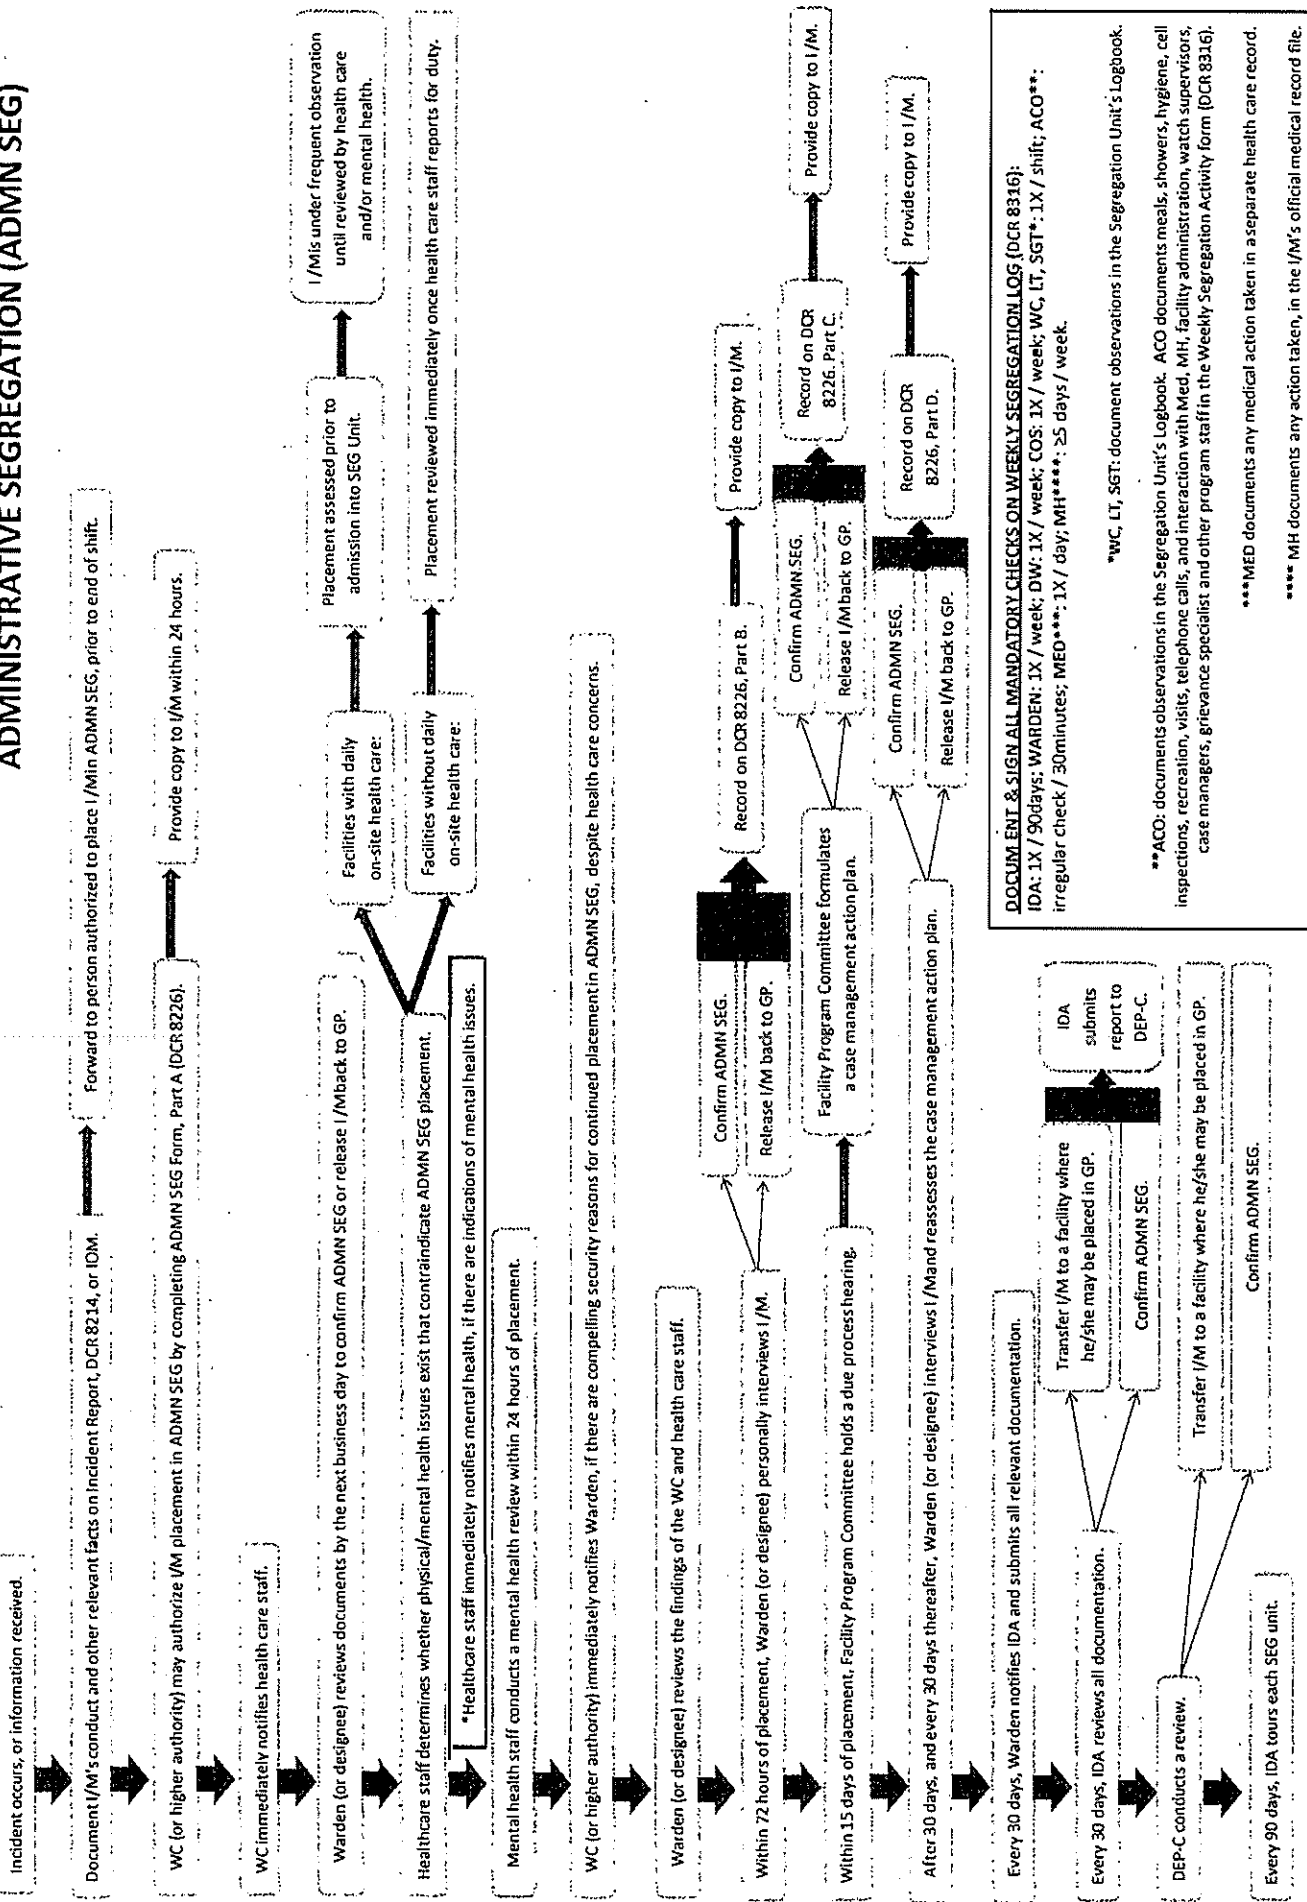 ADMINISTRATIVE SEGREGATION (ADMN SEG)
Incident occurs, or information received.
Document I/M's conduct and other relevant facts on Incident Report, DCR 8214, or IOM.
Forward to person authorized to place I/M in ADMN SEG, prior to end of shift.
WC (or higher authority) may authorize I/M placement in ADMN SEG by completing ADMN SEG Form, Part A (DCR 8226).
Provide copy to I/M within 24 hours.
WC immediately notifies health care staff.
Warden (or designee) reviews documents by the next business day to confirm ADMN SEG or release I/M back to GP.
Healthcare staff determines whether physical/mental health issues exist that contraindicate ADMN SEG placement.
Facilities with daily
on-site health care:
Placement assessed prior to
admission into SEG Unit.
I/M is under frequent observation
until reviewed by health care
and/or mental health.
Facilities without daily
on-site health care:
Placement reviewed immediately once health care staff reports for duty.
*Healthcare staff immediately notifies mental health, if there are indications of mental health issues.
Mental health staff conducts a mental health review within 24 hours of placement.
WC (or higher authority) immediately notifies Warden, if there are compelling security reasons for continued placement in ADMN SEG, despite health care concerns.
Warden (or designee) reviews the findings of the WC and health care staff.
Within 72 hours of placement, Warden (or designee) personally interviews I/M.
Confirm ADMN SEG.
Release I/M back to GP.
Record on DCR 8226, Part B.
Provide copy to I/M.
Within 15 days of placement, Facility Program Committee holds a due process hearing.
Facility Program Committee formulates
a case management action plan.
Confirm ADMN SEG.
Release I/M back to GP.
Record on DCR
8226. Part C.
Provide copy to I/M.
After 30 days, and every 30 days thereafter, Warden (or designee) interviews I/M and reassesses the case management action plan.
Confirm ADMN SEG.
Release I/M back to GP.
Record on DCR
8226, Part D.
Provide copy to I/M.
Every 30 days, Warden notifies IDA and submits all relevant documentation.
Every 30 days, IDA reviews all documentation.
Transfer I/M to a facility where
he/she may be placed in GP.
Confirm ADMN SEG.
IDA
submits
report to
DEP-C.
DEP-C conducts a review.
Transfer I/M to a facility where he/she may be placed in GP.
Confirm ADMN SEG.
Every 90 days, IDA tours each SEG unit.
DOCUMENT & SIGN ALL MANDATORY CHECKS ON WEEKLY SEGREGATION LOG (DCR 8316):
IDA: 1X / 90days; WARDEN: 1X / week; DW: 1X / week; COS: 1X / week; WC, LT, SGT*: 1X / shift; ACO**:
irregular check / 30minutes; MED***: 1X / day; MH****: ≥5 days / week.
*WC, LT, SGT: document observations in the Segregation Unit's Logbook.
**ACO: documents observations in the Segregation Unit's Logbook. ACO documents meals, showers, hygiene, cell
inspections, recreation, visits, telephone calls, and interaction with Med, MH, facility administration, watch supervisors,
case managers, grievance specialist and other program staff in the Weekly Segregation Activity form (DCR 8316).
***MED documents any medical action taken in a separate health care record.
**** MH documents any action taken, in the I/M's official medical record file.